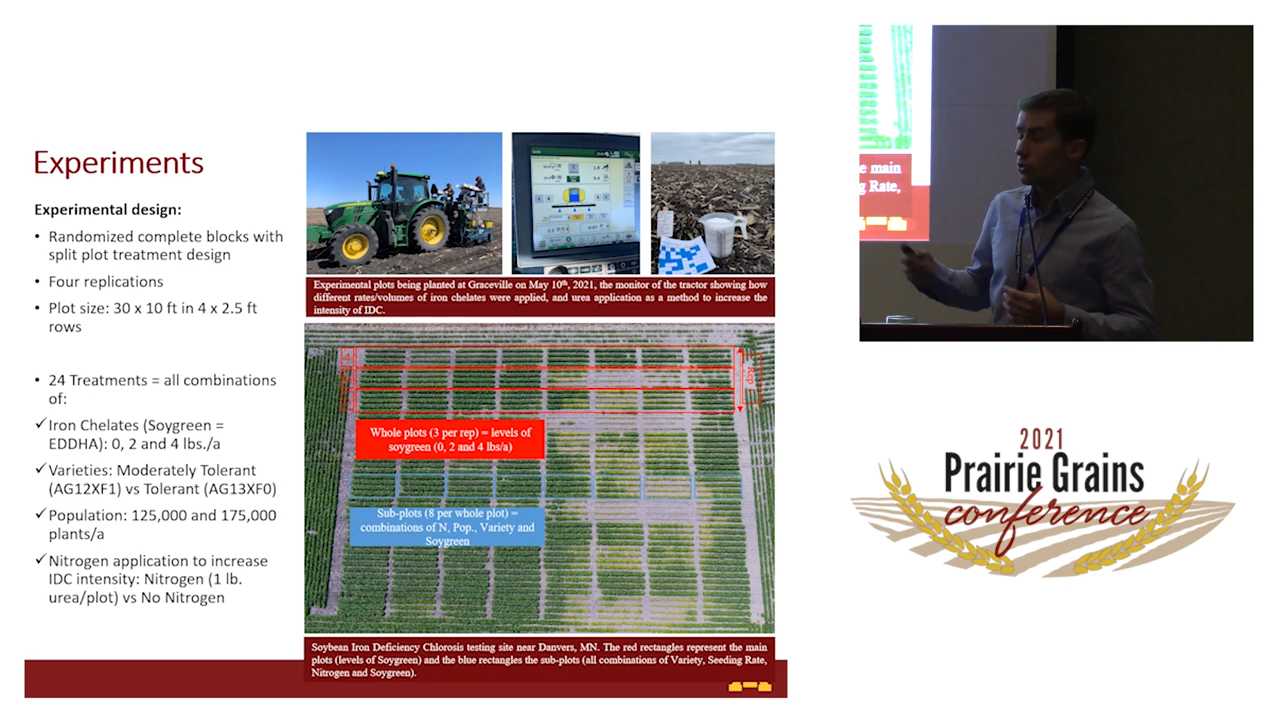 Experiments
Experimental design:
• Randomized complete blocks with
split plot treatment design
• Four replications
• Plot size: 30 x 10 ft in 4 x 2.5 ft
rows
• 24 Treatments = all combinations
of:
✓Iron Chelates (Soygreen =
EDDHA): 0, 2 and 4 lbs./a
✓Varieties: Moderately Tolerant
(AG12XF1) vs Tolerant (AG13XF0)
✓Population: 125,000 and 175,000
plants/a
✓Nitrogen application to increase
IDC intensity: Nitrogen (1 lb.
urea/plot) vs No Nitrogen
Experimental plots being planted at Graceville on May 10th, 2021, the monitor of the tractor showing how
different rates/volumes of iron chelates were applied, and urea application as a method to increase the
intensity of IDC.
Rep
Whole plots (3 per rep) = levels of
soygreen (0, 2 and 4 lbs/a)
Sub-plots (8 per whole plot) =
combinations of N, Pop., Variety and
Soygreen
Soybean Iron Deficiency Chlorosis testing site near Danvers, MN. The red rectangles represent the main
plots (levels of Soygreen) and the blue rectangles the sub-plots (all combinations of Variety, Seeding Rate,
Nitrogen and Soygreen).
e main
g Rate,
2021
Prairie Grains
conference